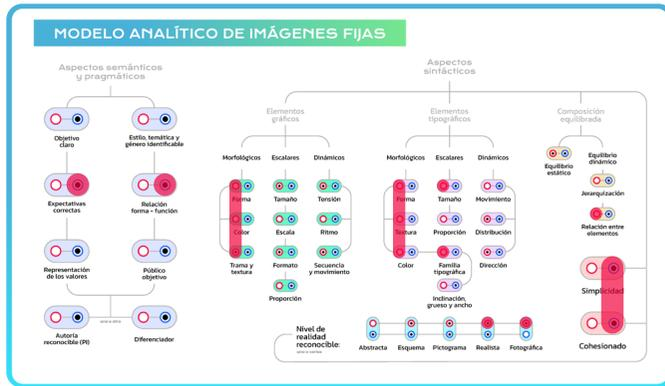 MODELO ANALÍTICO DE IMÁGENES FIJAS
Aspectos semánticos
y pragmáticos
Objetivo
claro
Estilo, temática y
género identificable
Expectativas
correctas
Relación
forma - función
Representación
de los valores
Público
objetivo
Autoría
reconocible (PI)
uno u otro
Diferenciador
Aspectos
sintácticos
Elementos
gráficos
Morfológicos
Escalares
Dinámicos
Forma
Tamaño
Tensión
Color
Escala
Ritmo
Trama y
textura
Formato
Secuencia
y movimiento
Proporción
Elementos
tipográficos
Morfológicos
Escalares
Dinámicos
Forma
Tamaño
Movimiento
Textura
Proporción
Distribución
Color
Familia
tipográfica
Dirección
Inclinación,
grueso y ancho
Composición
equilibrada
Equilibrio
estático
Equilibrio
dinámico
Jerarquización
Relación entre
elementos
Simplicidad
Cohesionado
Nivel de
realidad
reconocible:
uno o varios
Abstracta
Esquema
Pictograma
Realista
Fotográfica